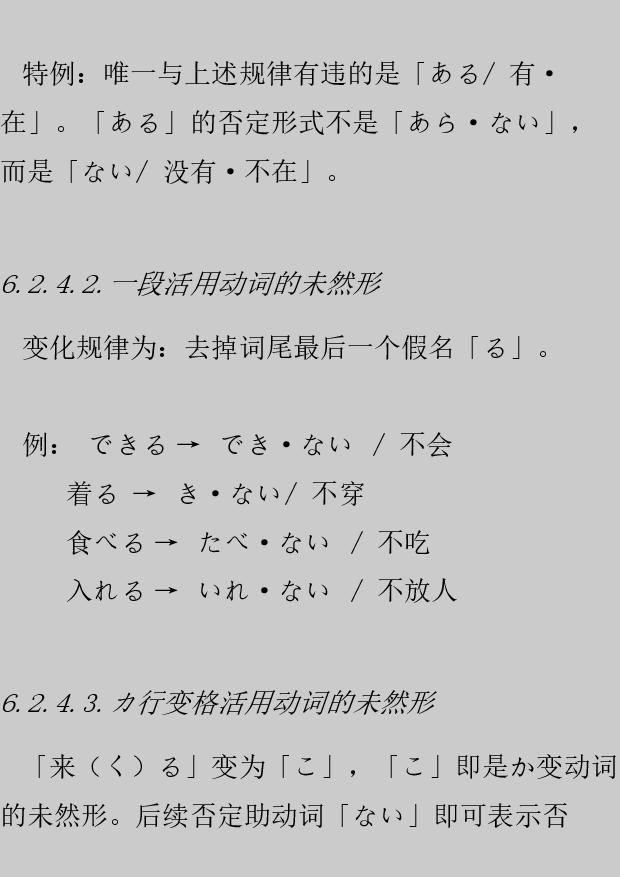 特例：唯一与上述规律有违的是「ある/ 有•
在」。「ある」的否定形式不是「あら•ない」，
而是「ない/ 没有•不在」。
6.2.4.2. 一段活用动词的未然形
变化规律为：去掉词尾最后一个假名「る」。
例： できる → でき•ない / 不会
着る → き•ない/ 不穿
食べる → たべ•ない / 不吃
入れる → いれ•ない / 不放人
6.2.4.3. カ行变格活用动词的未然形
「来（く）る」变为「こ」，「こ」即是か变动词
的未然形。后续否定助动词「ない」即可表示否